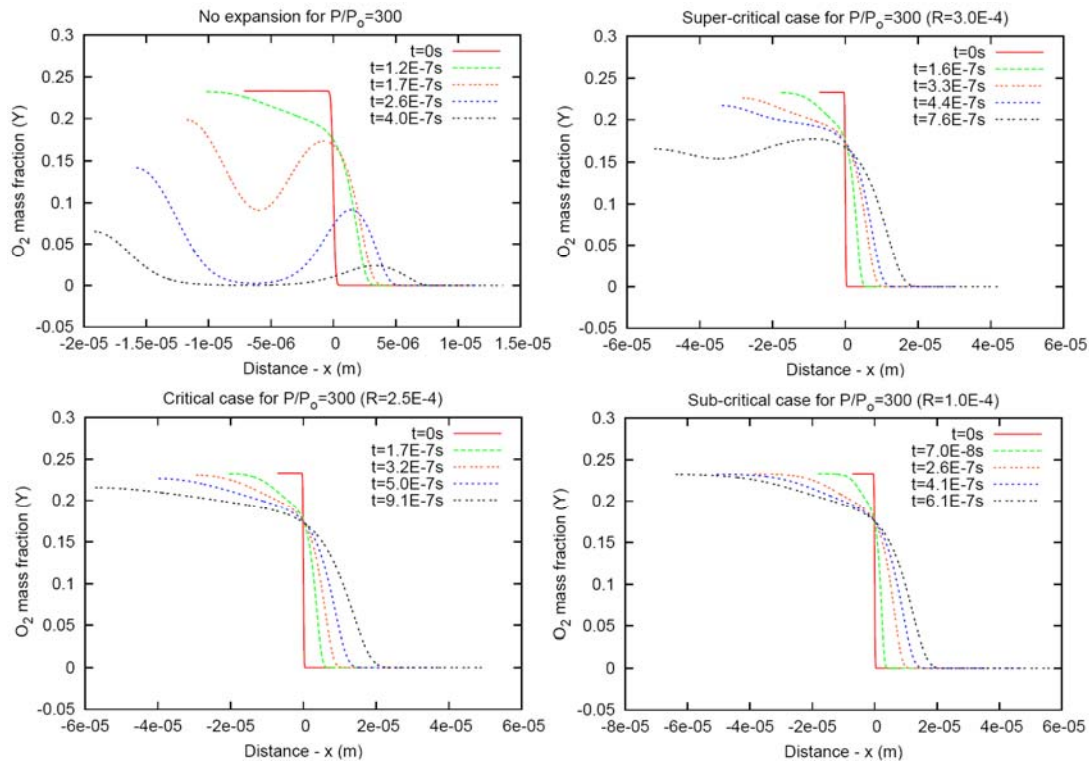 No expansion for P/Po=300
t=0s
t=1.2E-7s
t=1.7E-7s
t=2.6E-7s
t=4.0E-7s
0.3
0.25
0.2
0.15
0.1
0.05
0
-0.05
O2 mass fraction (Y)
-2e-05 -1.5e-05 -1e-05 -5e-06 0 5e-06 1e-05 1.5e-05
Distance - x (m)
Super-critical case for P/Po=300 (R=3.0E-4)
t=0s
t=1.6E-7s
t=3.3E-7s
t=4.4E-7s
t=7.6E-7s
0.3
0.25
0.2
0.15
0.1
0.05
0
-0.05
O2 mass fraction (Y)
-6e-05 -4e-05 -2e-05 0 2e-05 4e-05 6e-05
Distance - x (m)
Critical case for P/Po=300 (R=2.5E-4)
t=0s
t=1.7E-7s
t=3.2E-7s
t=5.0E-7s
t=9.1E-7s
0.3
0.25
0.2
0.15
0.1
0.05
0
-0.05
O2 mass fraction (Y)
-6e-05 -4e-05 -2e-05 0 2e-05 4e-05 6e-05
Distance - x (m)
Sub-critical case for P/Po=300 (R=1.0E-4)
t=0s
t=7.0E-8s
t=2.6E-7s
t=4.1E-7s
t=6.1E-7s
0.3
0.25
0.2
0.15
0.1
0.05
0
-0.05
O2 mass fraction (Y)
-8e-05 -6e-05 -4e-05 -2e-05 0 2e-05 4e-05 6e-05
Distance - x (m)